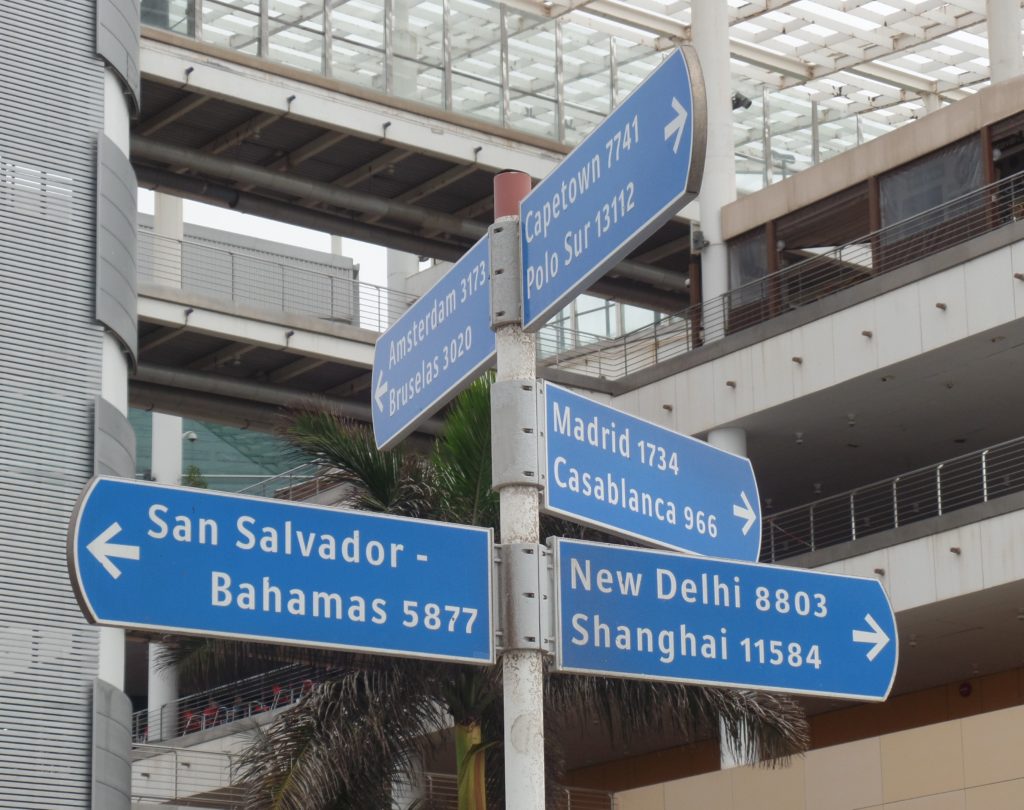 Capetown 7741
Polo Sur 13112
Amsterdam 3173
Bruselas 3020
Madrid 1734
Casablanca 966
San Salvador -
Bahamas 5877
New Delhi 8803
Shanghai 11584